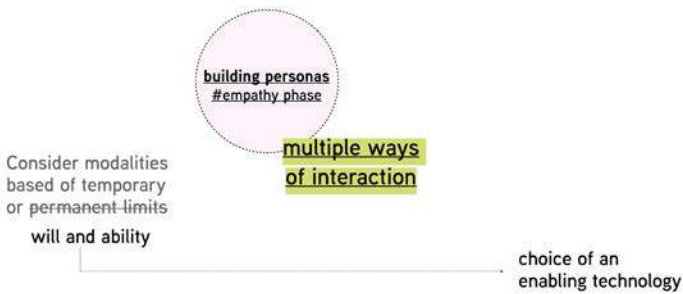 building personas
#empathy phase
multiple ways
of interaction
Consider modalities
based of temporary
or permanent limits
will and ability
choice of an
enabling technology